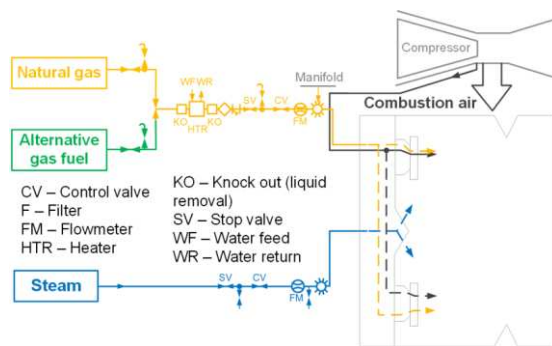 Natural gas
Alternative
gas fuel
WF WR
KO
HTR
KO
SV
CV
FM
Manifold
Compressor
Combustion air
CV – Control valve
F – Filter
FM – Flowmeter
HTR – Heater
KO – Knock out (liquid
removal)
SV – Stop valve
WF – Water feed
WR – Water return
Steam
SV
CV
FM